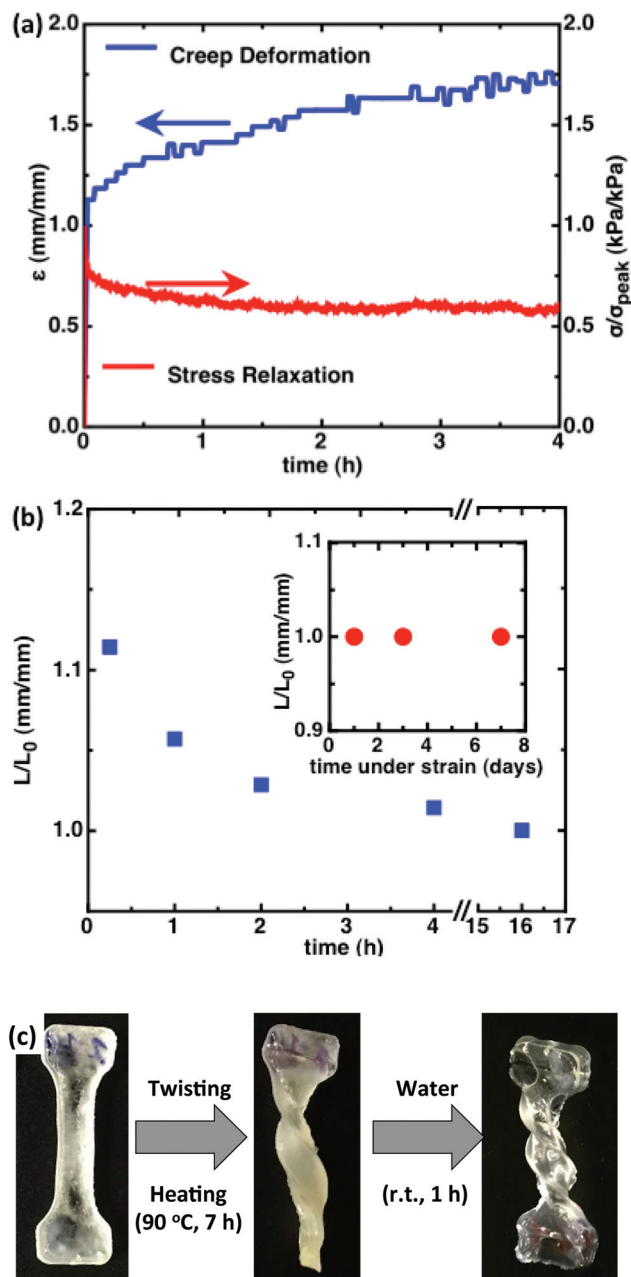 (a)
2.0
1.5
1.0
0.5
0.0
ε (mm/mm)
Creep Deformation
Stress Relaxation
2.0
1.5
1.0
0.5
0.0
σ/σpeak (kPa/kPa)
0 1 2 3 4
time (h)
(b)
1.2
1.1
1.0
L/L0 (mm/mm)
1.1
1.0
0.9
L/L0 (mm/mm)
0 2 4 6 8
time under strain (days)
0 1 2 3 4 15 16 17
time (h)
(c)
Twisting
Heating
(90 °C, 7 h)
Water
(r.t., 1 h)